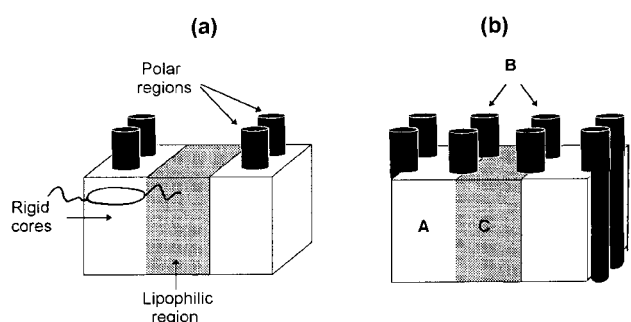 (a)
Polar
regions
Rigid
cores
Lipophilic
region
(b)
B
A
C